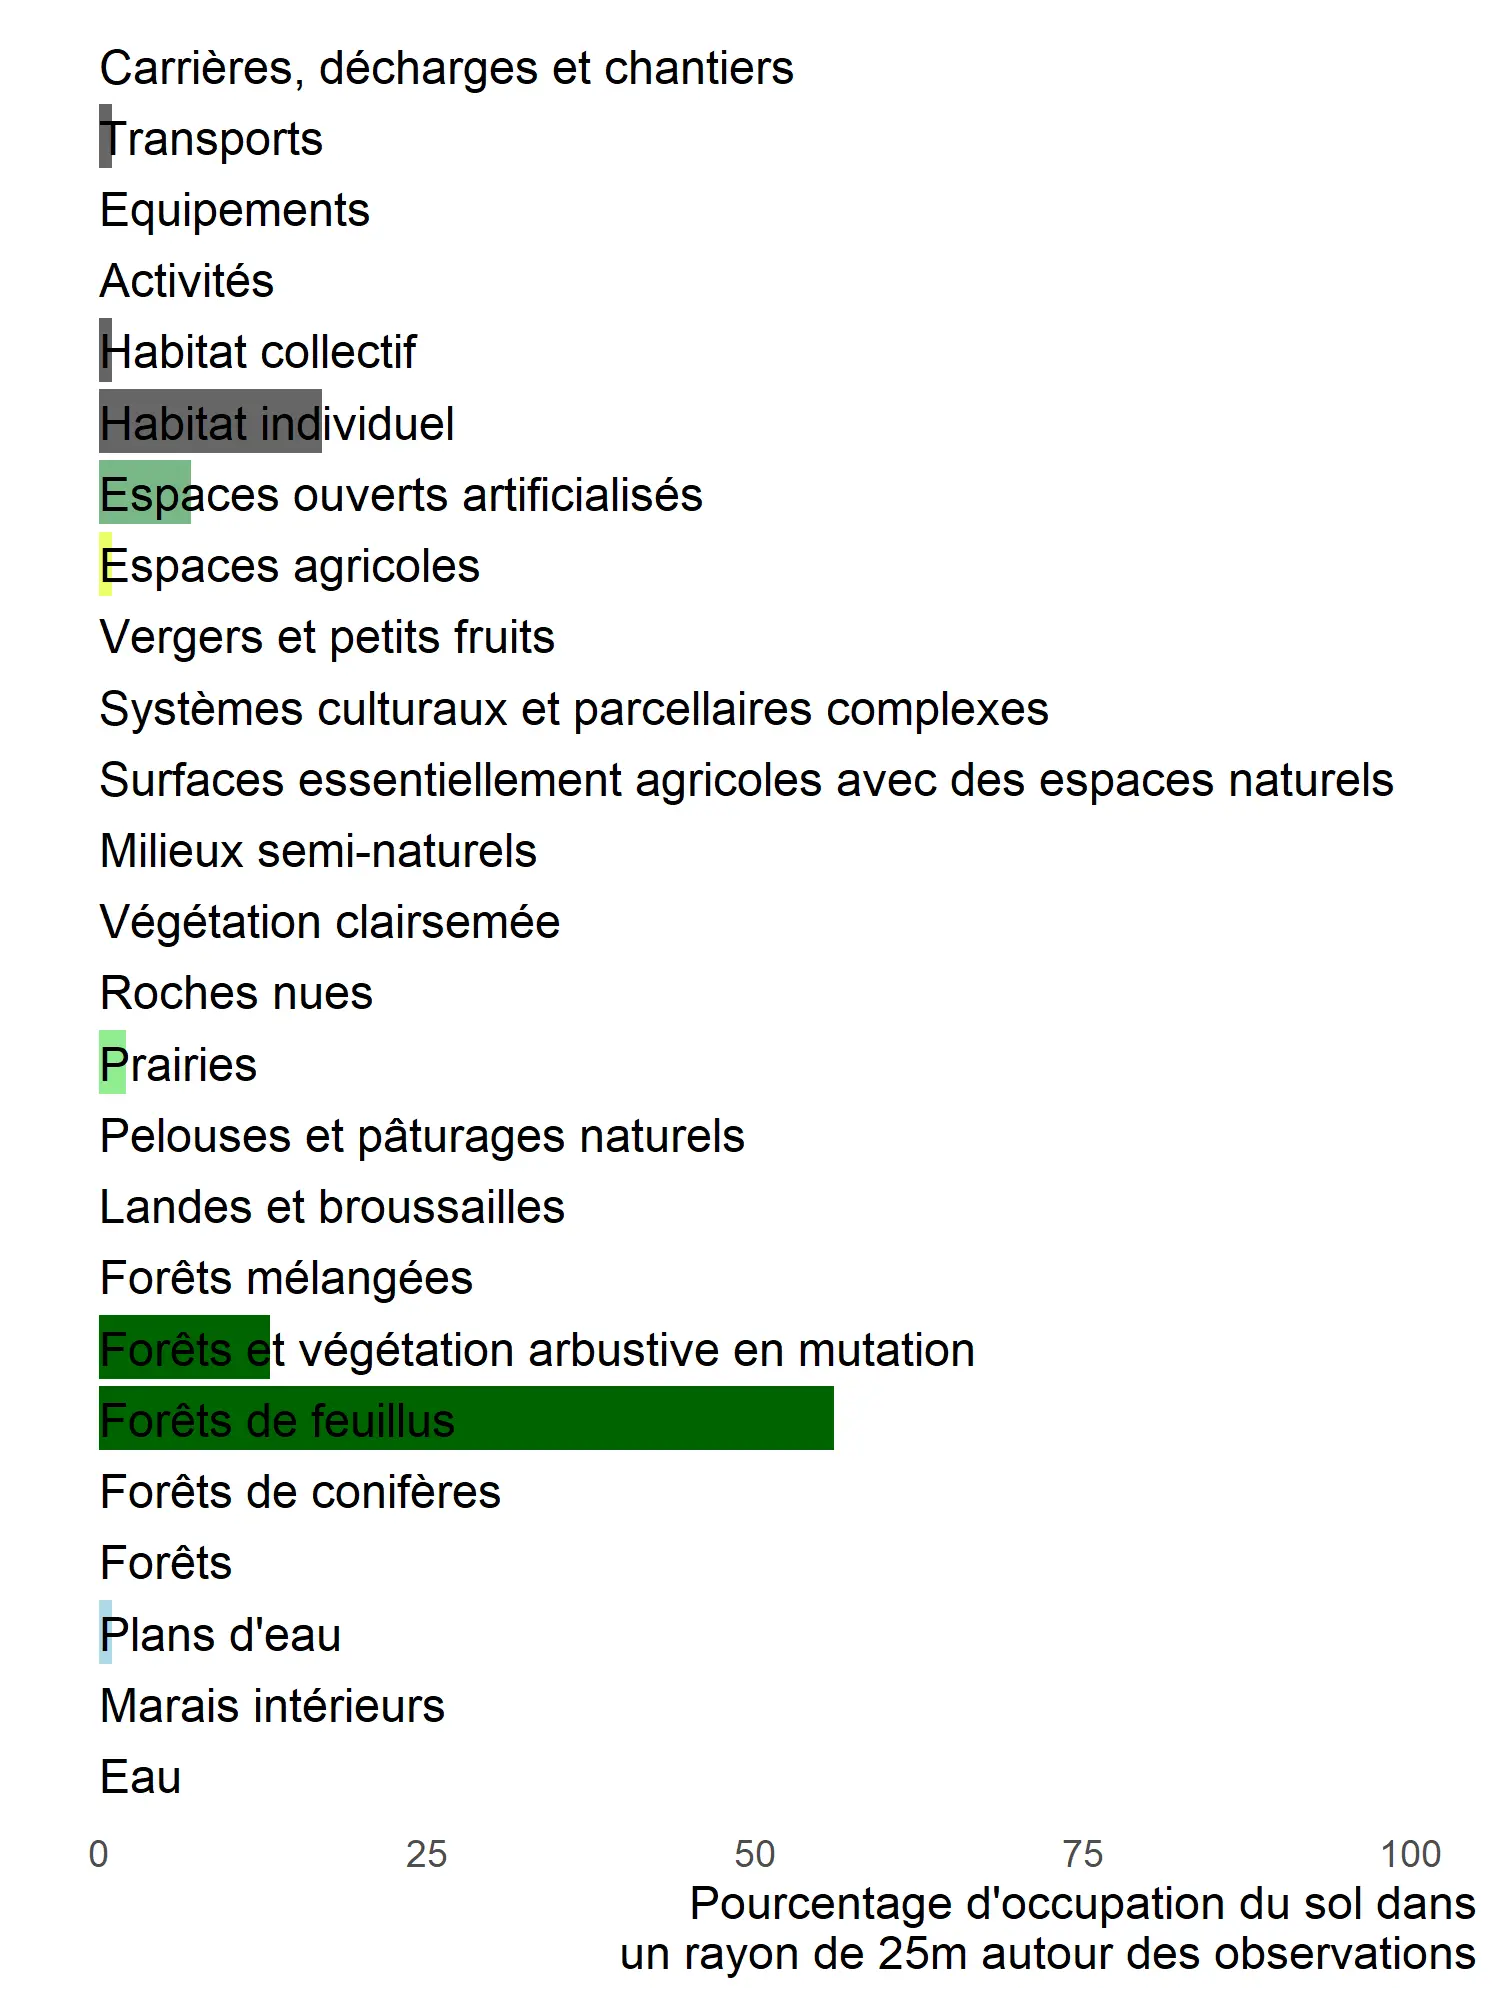 Carrières, décharges et chantiers
Transports
Equipements
Activités
Habitat collectif
Habitat individuel
Espaces ouverts artificialisés
Espaces agricoles
Vergers et petits fruits
Systèmes culturaux et parcellaires complexes
Surfaces essentiellement agricoles avec des espaces naturels
Milieux semi-naturels
Végétation clairsemée
Roches nues
Prairies
Pelouses et pâturages naturels
Landes et broussailles
Forêts mélangées
Forêts et végétation arbustive en mutation
Forêts de feuillus
Forêts de conifères
Forêts
Plans d'eau
Marais intérieurs
Eau
0 25 50 75 100
Pourcentage d'occupation du sol dans
un rayon de 25m autour des observations